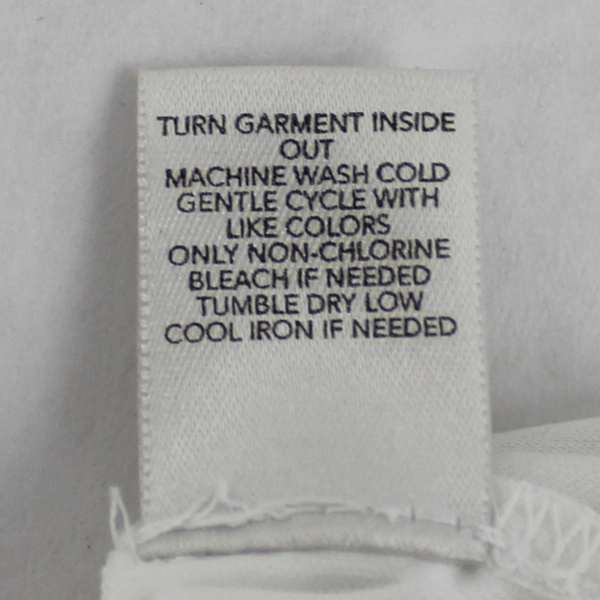 TURN GARMENT INSIDE
OUT
MACHINE WASH COLD
GENTLE CYCLE WITH
LIKE COLORS
ONLY NON-CHLORINE
BLEACH IF NEEDED
TUMBLE DRY LOW
COOL IRON IF NEEDED